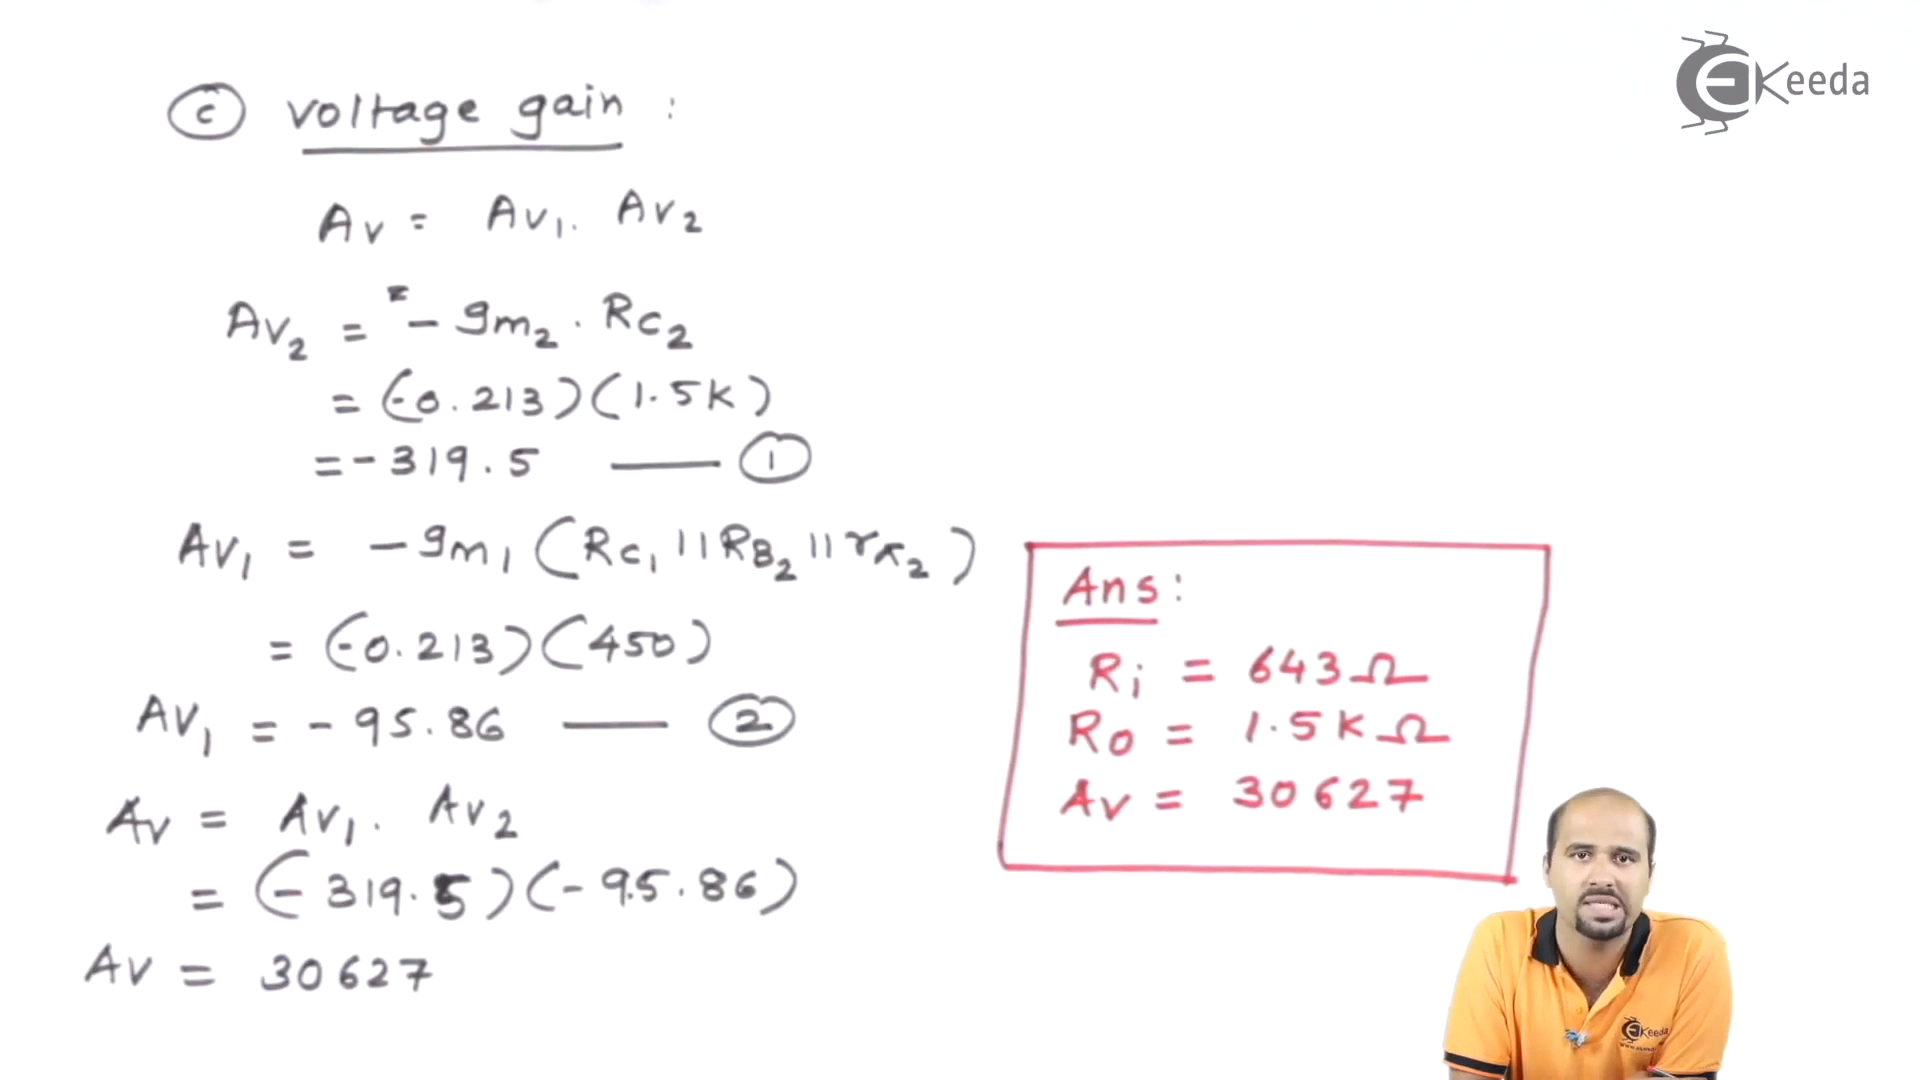 EKeeda
c voltage gain :
Av = Av1. Av2
Av2 = - gm2 . Rc2
= (-0.213)(1.5K)
= -319.5 —— 1
Av1 = - gm1 (Rc1 || RB2 || rπ2)
= (-0.213)(450)
Av1 = - 95.86 —— 2
Av = Av1. Av2
= (-319.5)(-95.86)
Av = 30627
Ans:
Ri = 643Ω
Ro = 1.5KΩ
Av = 30627
EKeeda